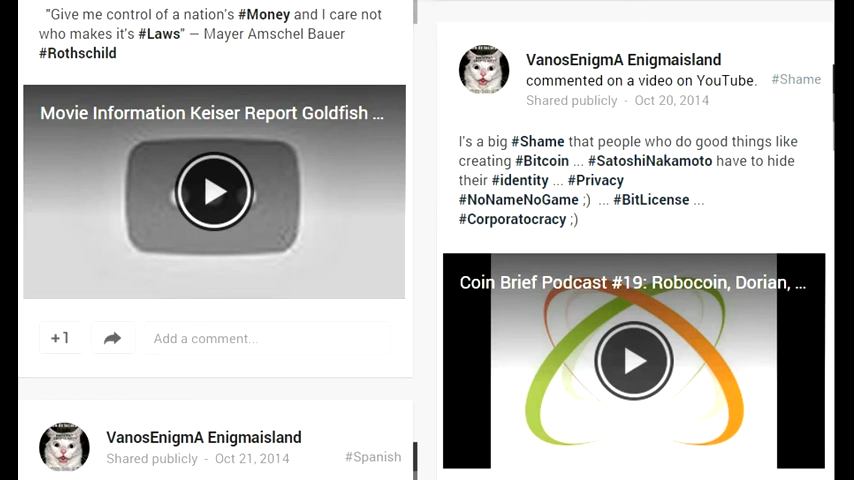 "Give me control of a nation's #Money and I care not
who makes it's #Laws" — Mayer Amschel Bauer
#Rothschild
Movie Information Keiser Report Goldfish ...
+1
Add a comment...
VanosEnigmA Enigmaisland
Shared publicly - Oct 21, 2014
#Spanish
VanosEnigmA Enigmaisland
commented on a video on YouTube.
#Shame
Shared publicly - Oct 20, 2014
I's a big #Shame that people who do good things like
creating #Bitcoin ... #SatoshiNakamoto have to hide
their #identity ... #Privacy
#NoNameNoGame ;) ... #BitLicense ...
#Corporatocracy ;)
Coin Brief Podcast #19: Robocoin, Dorian, ...